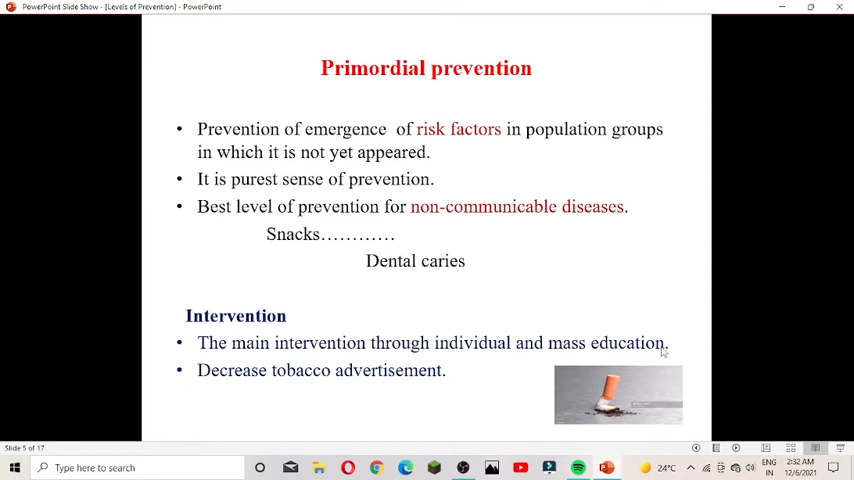 PowerPoint Slide Show - [Levels of Prevention] - PowerPoint
Primordial prevention
• Prevention of emergence of risk factors in population groups
in which it is not yet appeared.
• It is purest sense of prevention.
• Best level of prevention for non-communicable diseases.
Snacks…………
Dental caries
Intervention
• The main intervention through individual and mass education.
• Decrease tobacco advertisement.
Slide 5 of 17
Type here to search
24°C
ENG
IN
2:32 AM
12/6/2021